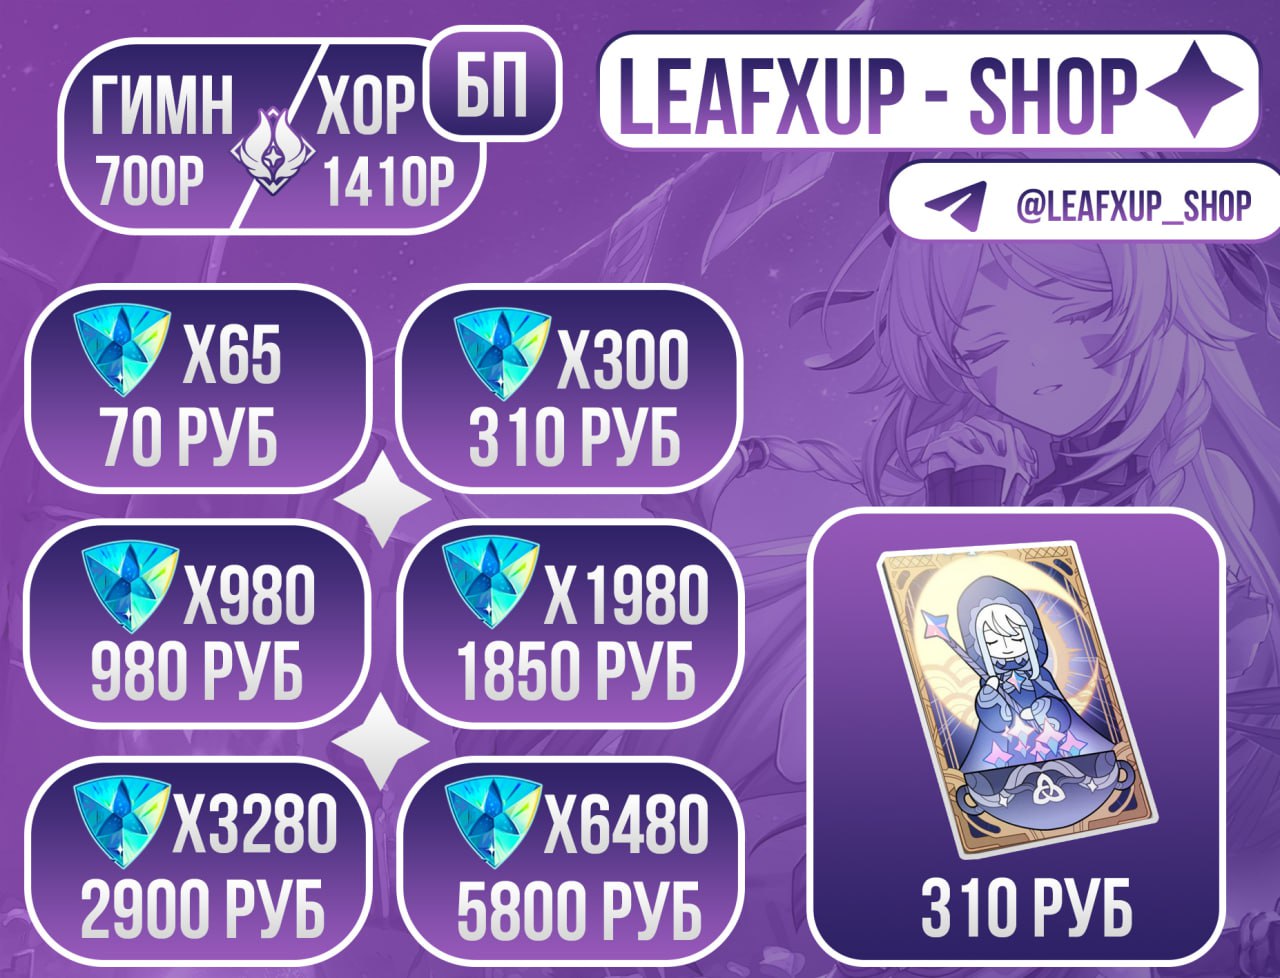 ГИМН
700Р
ХОР
1410Р
БП
LEAFXUP - SHOP
@LEAFXUP_SHOP
X65
70 РУБ
X300
310 РУБ
X980
980 РУБ
X1980
1850 РУБ
X3280
2900 РУБ
X6480
5800 РУБ
310 РУБ